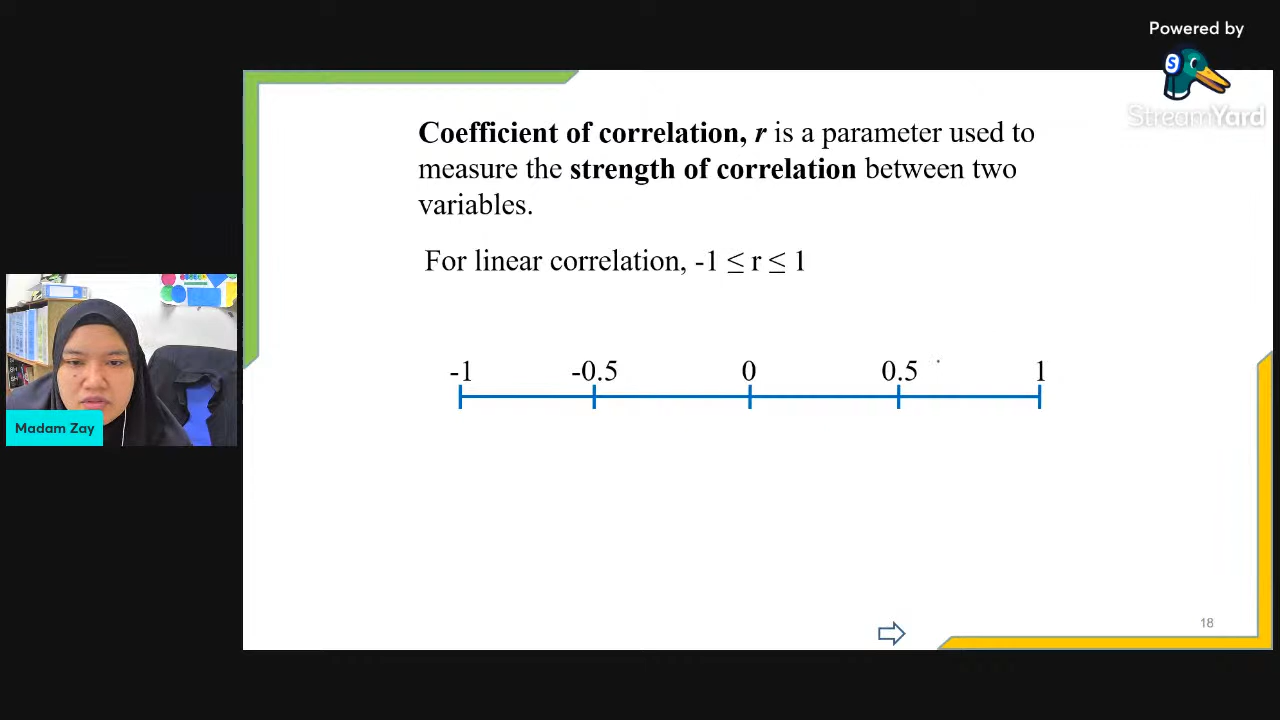 Powered by
S
StreamYard
Coefficient of correlation, r is a parameter used to
measure the strength of correlation between two
variables.
For linear correlation, -1 ≤ r ≤ 1
-1 -0.5 0 0.5 1
Madam Zay
18